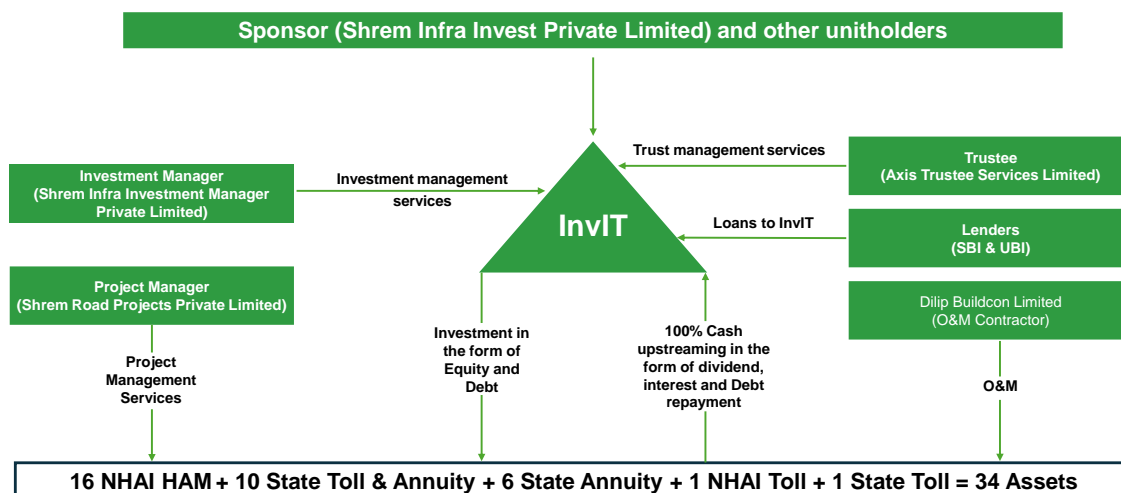 Sponsor (Shrem Infra Invest Private Limited) and other unitholders
Investment Manager
(Shrem Infra Investment Manager
Private Limited)
Investment management
services
InvIT
Trust management services
Trustee
(Axis Trustee Services Limited)
Loans to InvIT
Lenders
(SBI & UBI)
Project Manager
(Shrem Road Projects Private Limited)
Dilip Buildcon Limited
(O&M Contractor)
Project
Management
Services
Investment in
the form of
Equity and
Debt
100% Cash
upstreaming in the
form of dividend,
interest and Debt
repayment
O&M
16 NHAI HAM + 10 State Toll & Annuity + 6 State Annuity + 1 NHAI Toll + 1 State Toll = 34 Assets